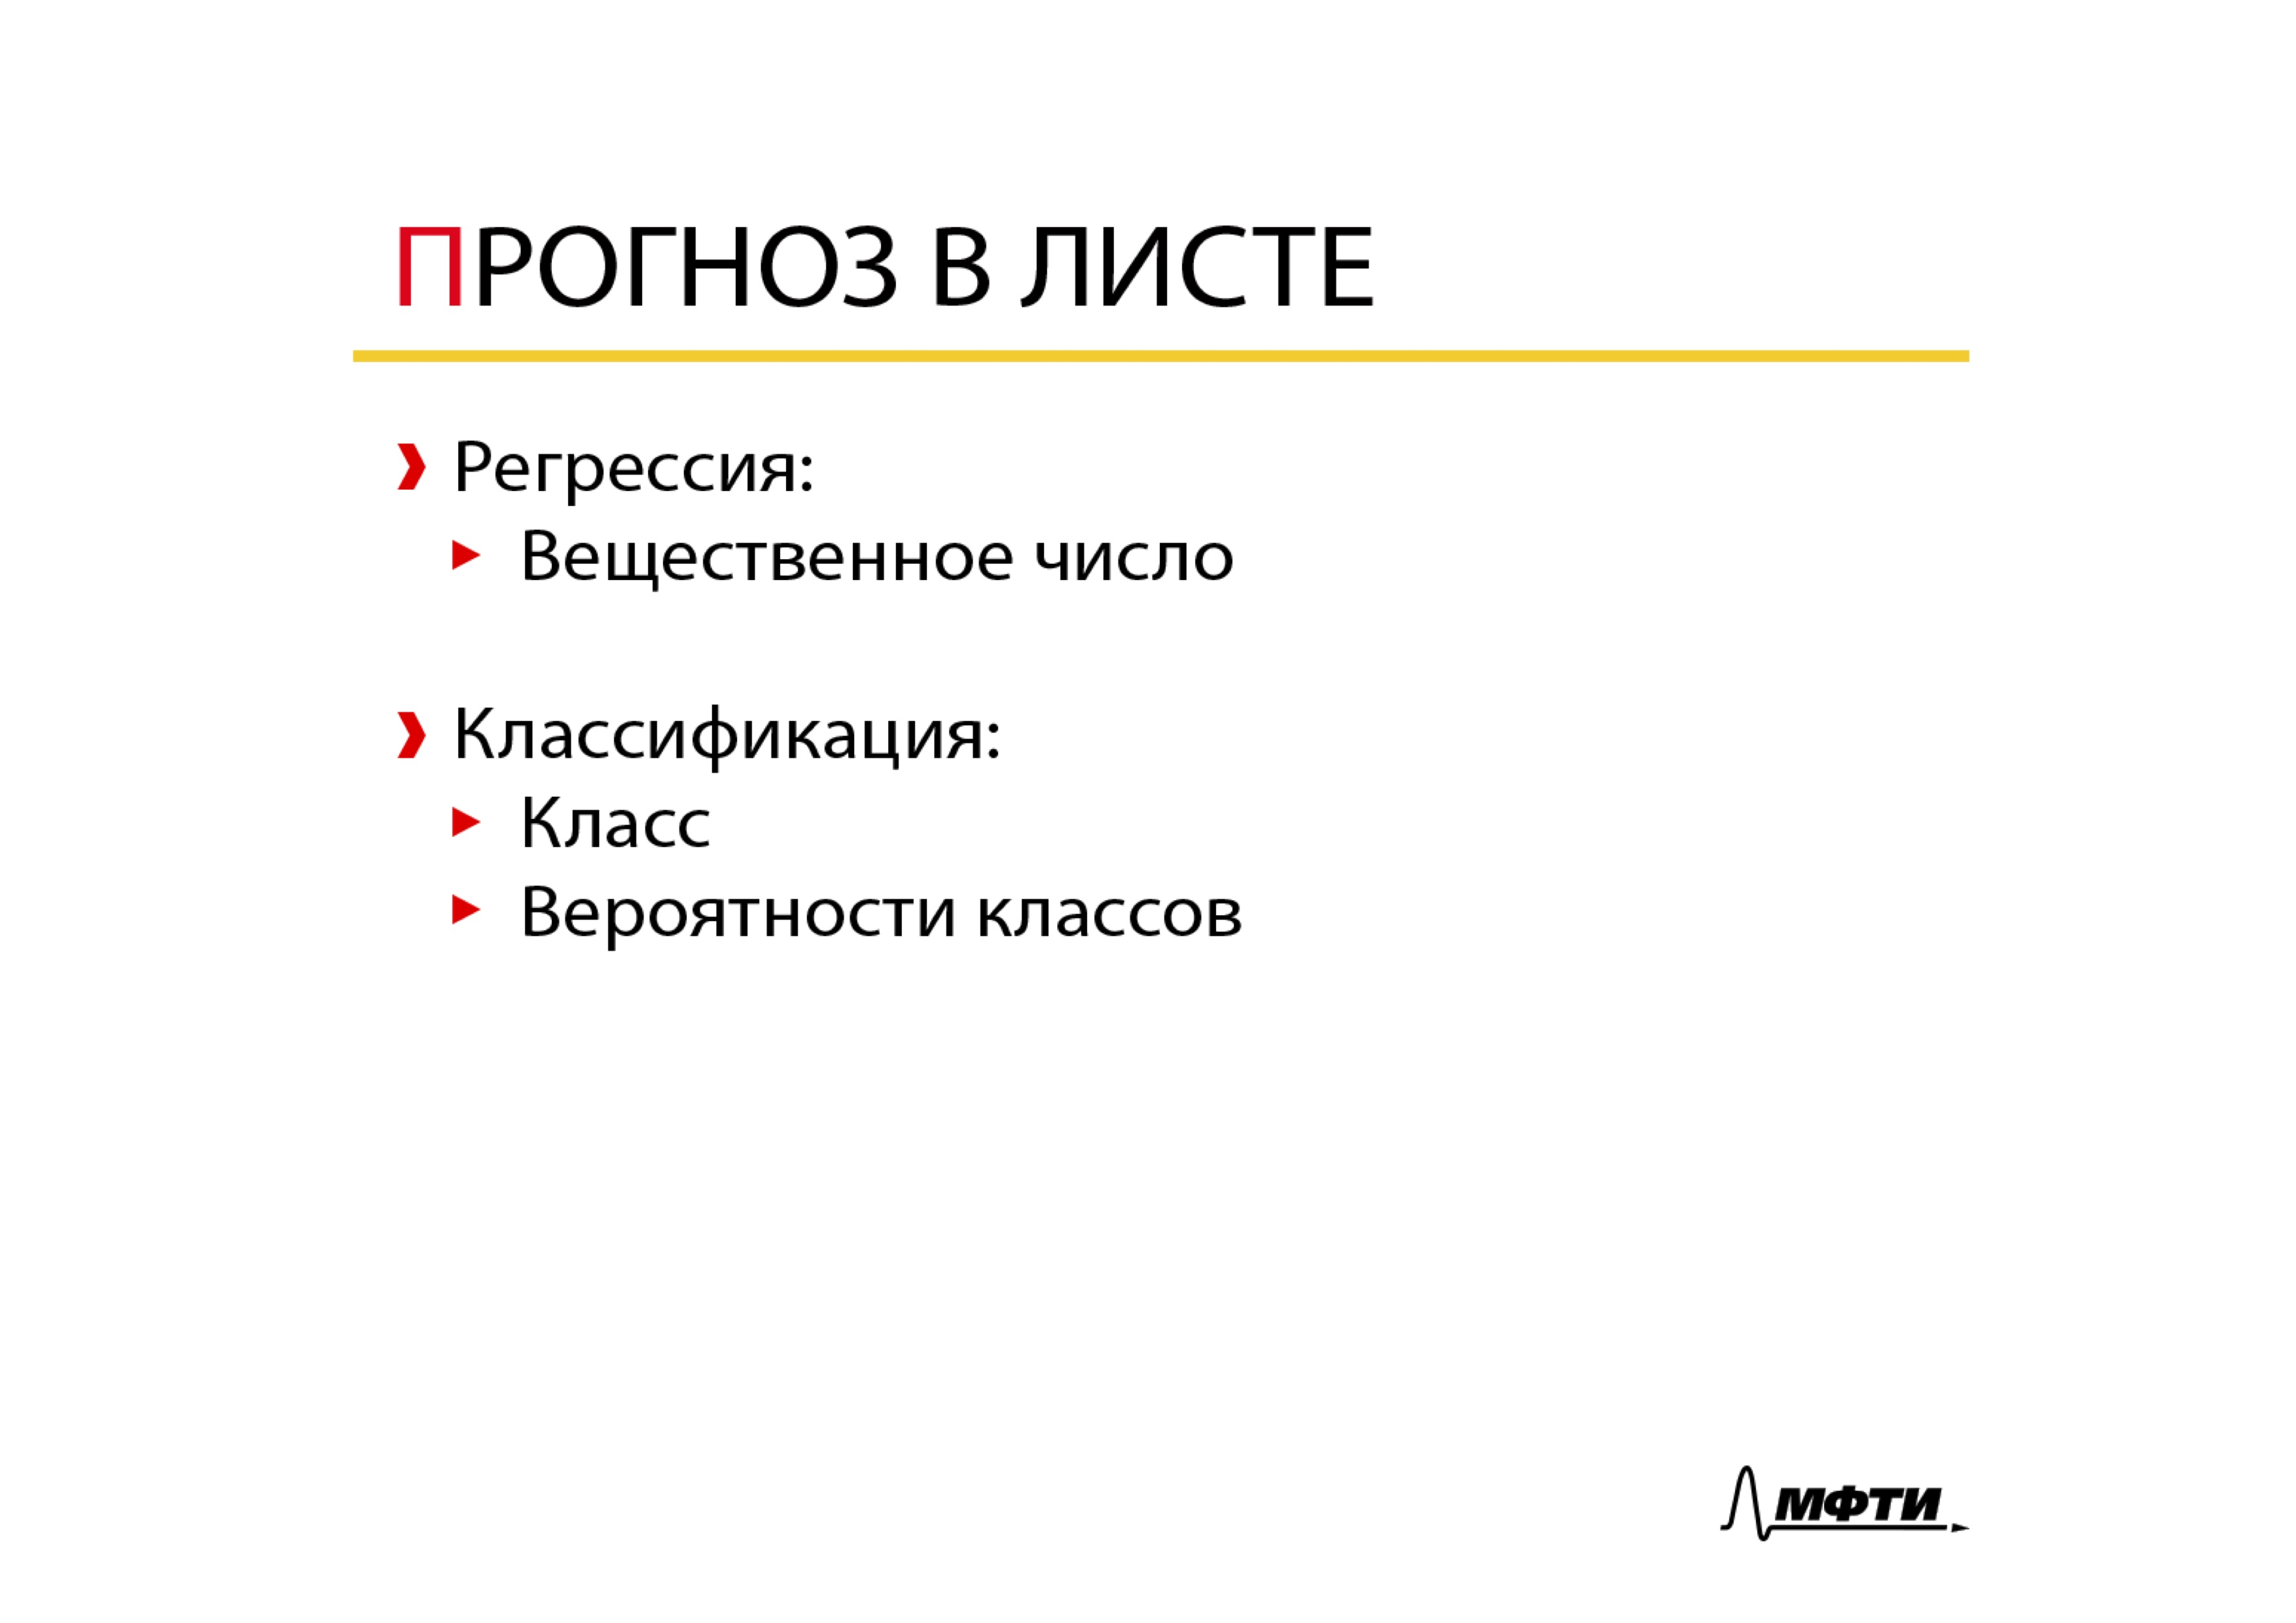 ПРОГНОЗ В ЛИСТЕ
Регрессия:
Вещественное число
Классификация:
Класс
Вероятности классов
МФТИ